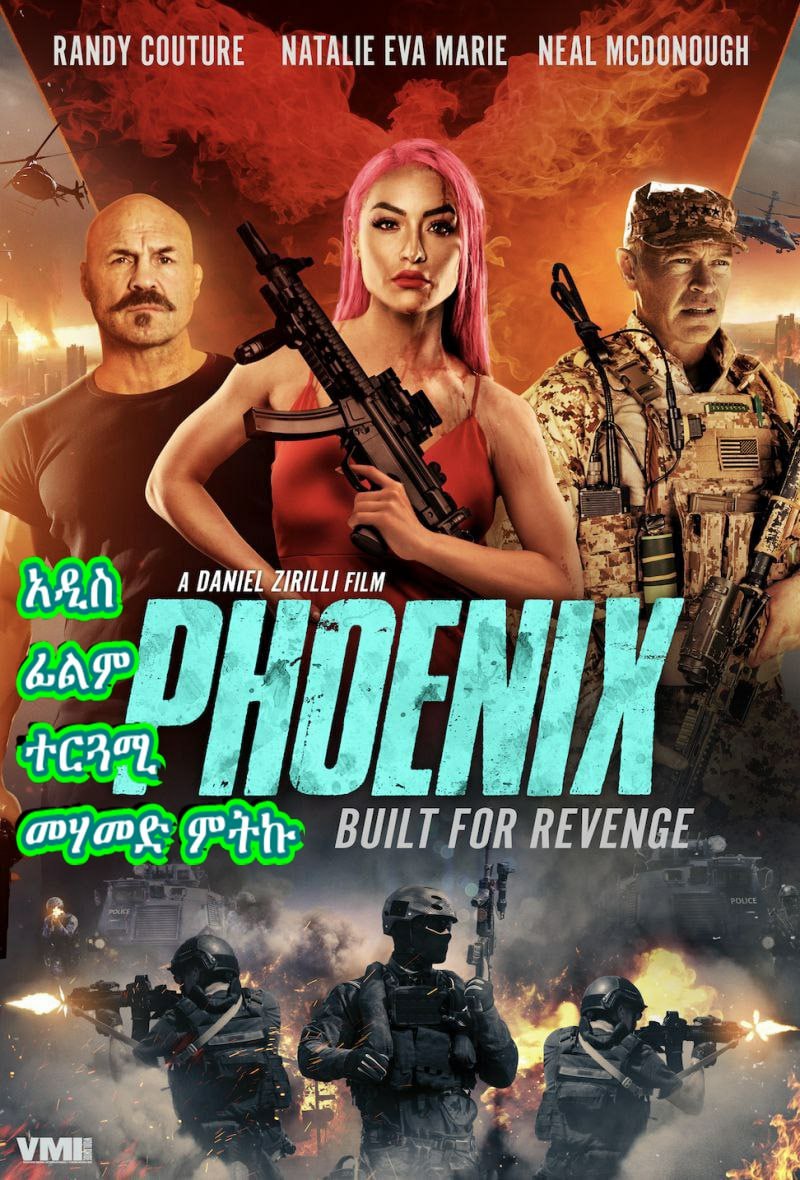 RANDY COUTURE NATALIE EVA MARIE NEAL MCDONOUGH
A DANIEL ZIRILLI FILM
PHOENIX
BUILT FOR REVENGE
አዲስ
ፊልም
ተርጓሚ
መሃመድ ምትኩ
POLICE
POLICE
VMI